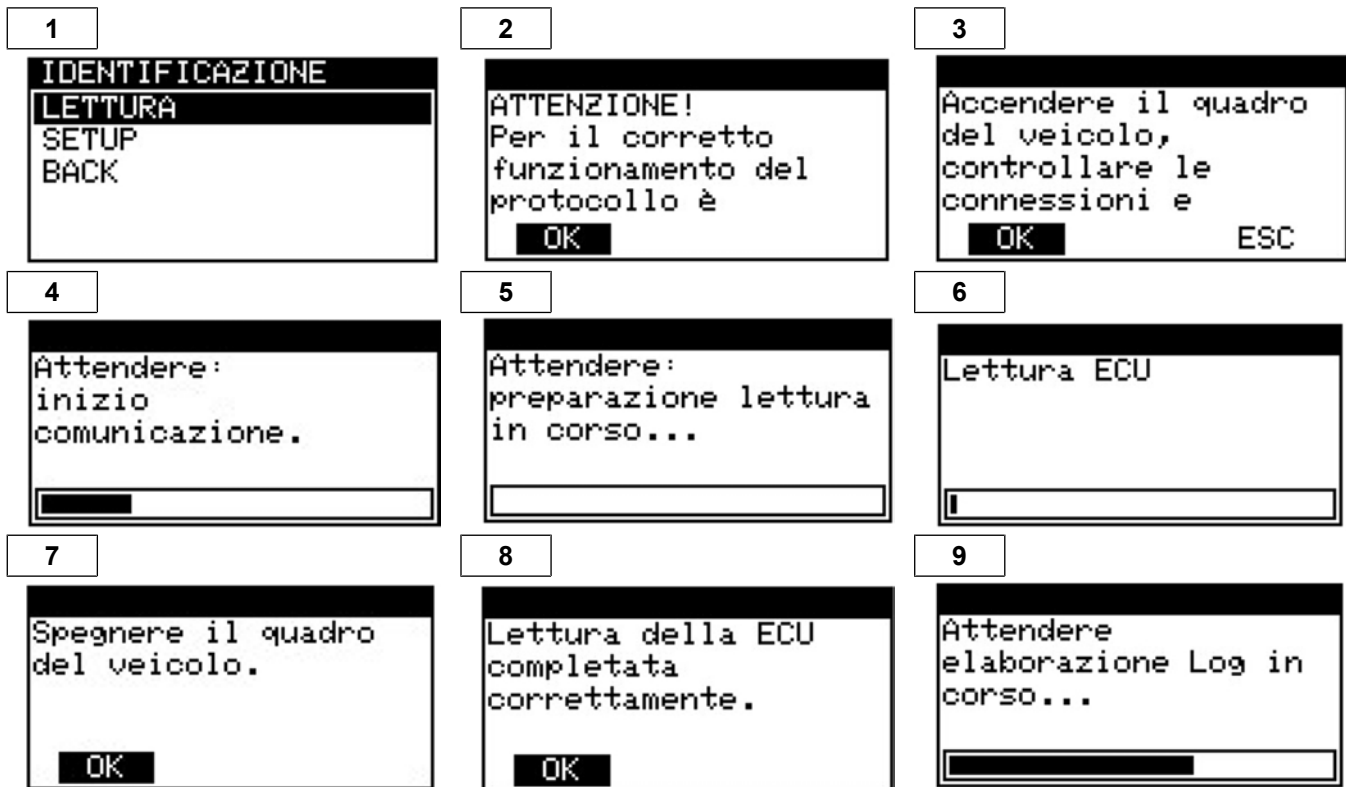 1
IDENTIFICAZIONE
LETTURA
SETUP
BACK
2
ATTENZIONE!
Per il corretto
funzionamento del
protocollo è
OK
3
Accendere il quadro
del veicolo,
controllare le
connessioni e
OK ESC
4
Attendere:
inizio
comunicazione.
5
Attendere:
preparazione lettura
in corso...
6
Lettura ECU
7
Spegnere il quadro
del veicolo.
OK
8
Lettura della ECU
completata
correttamente.
OK
9
Attendere
elaborazione Log in
corso...